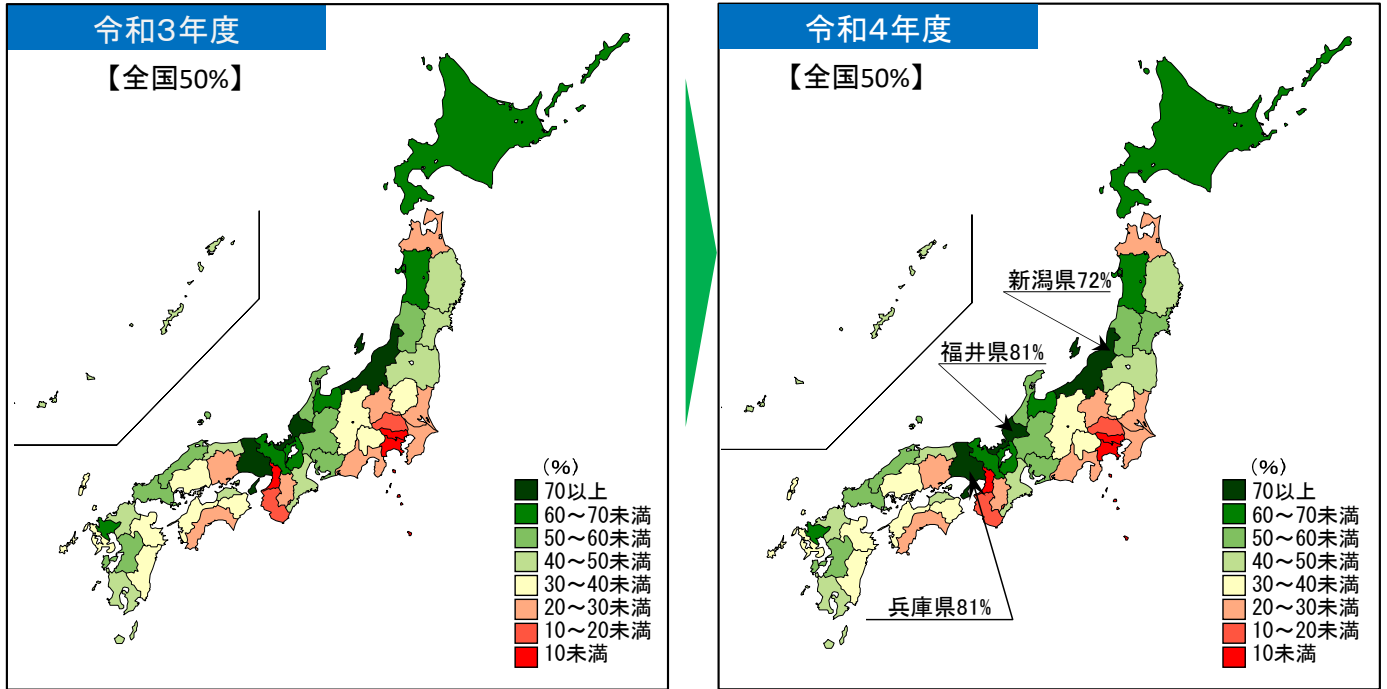 令和3年度
【全国50%】
(%)
70以上
60～70未満
50～60未満
40～50未満
30～40未満
20～30未満
10～20未満
10未満
令和4年度
【全国50%】
新潟県72%
福井県81%
兵庫県81%
(%)
70以上
60～70未満
50～60未満
40～50未満
30～40未満
20～30未満
10～20未満
10未満